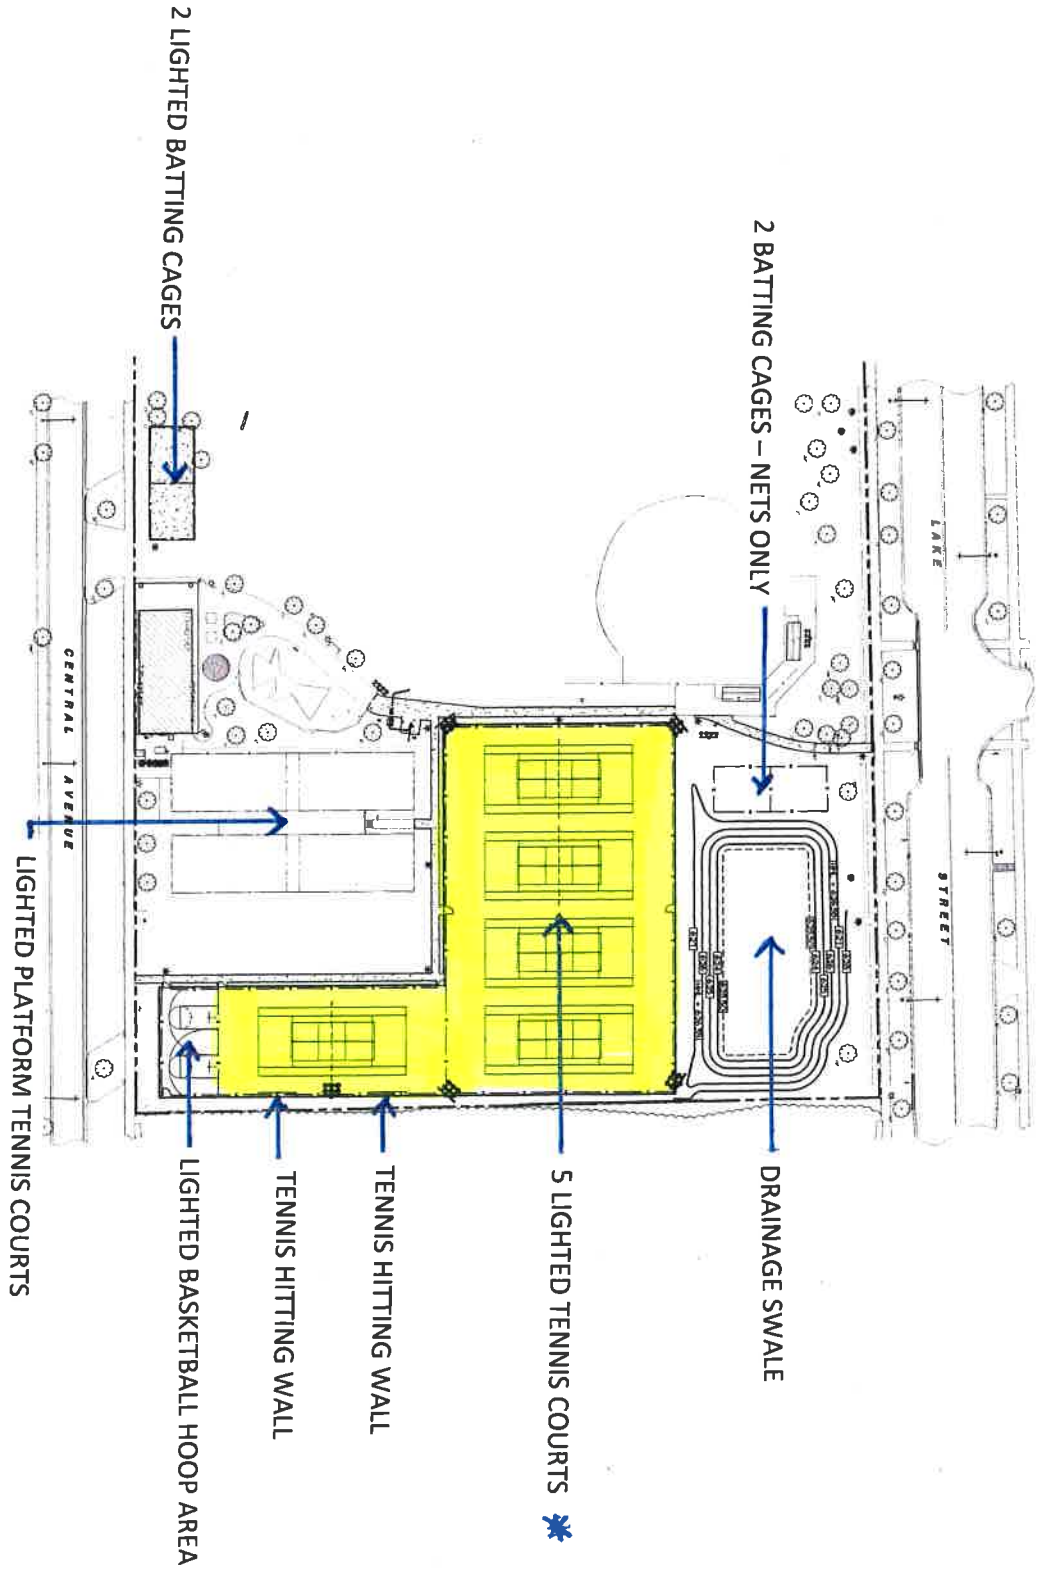 LAKE
STREET
2 BATTING CAGES – NETS ONLY
DRAINAGE SWALE
5 LIGHTED TENNIS COURTS *
TENNIS HITTING WALL
TENNIS HITTING WALL
2 LIGHTED BATTING CAGES
LIGHTED BASKETBALL HOOP AREA
CENTRAL AVENUE
LIGHTED PLATFORM TENNIS COURTS